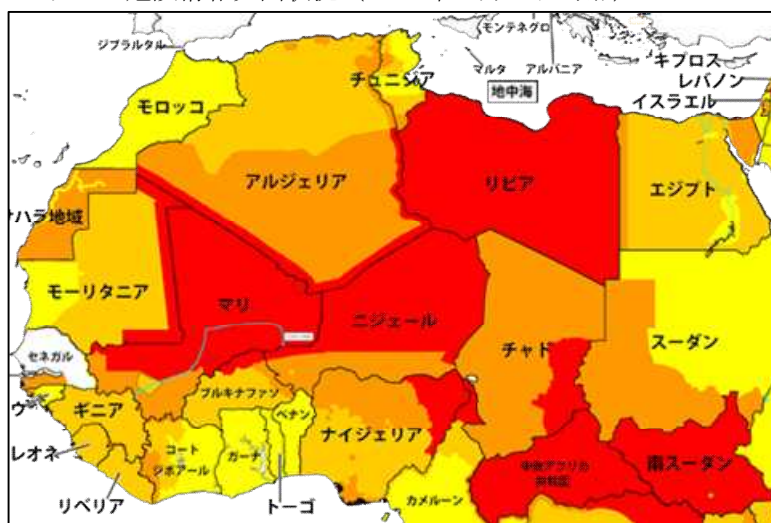 ジブラルタル
モンテネグロ
マルタ
アルバニア
キプロス
レバノン
イスラエル
地中海
チュニジア
モロッコ
アルジェリア
リビア
エジプト
サハラ地域
モーリタニア
マリ
ニジェール
チャド
スーダン
セネガル
ブルキナファソ
ベナン
ギニア
コート
ジボアール
ガーナ
ナイジェリア
レオネ
リベリア
トーゴ
カメルーン
中央アフリカ
共和国
南スーダン